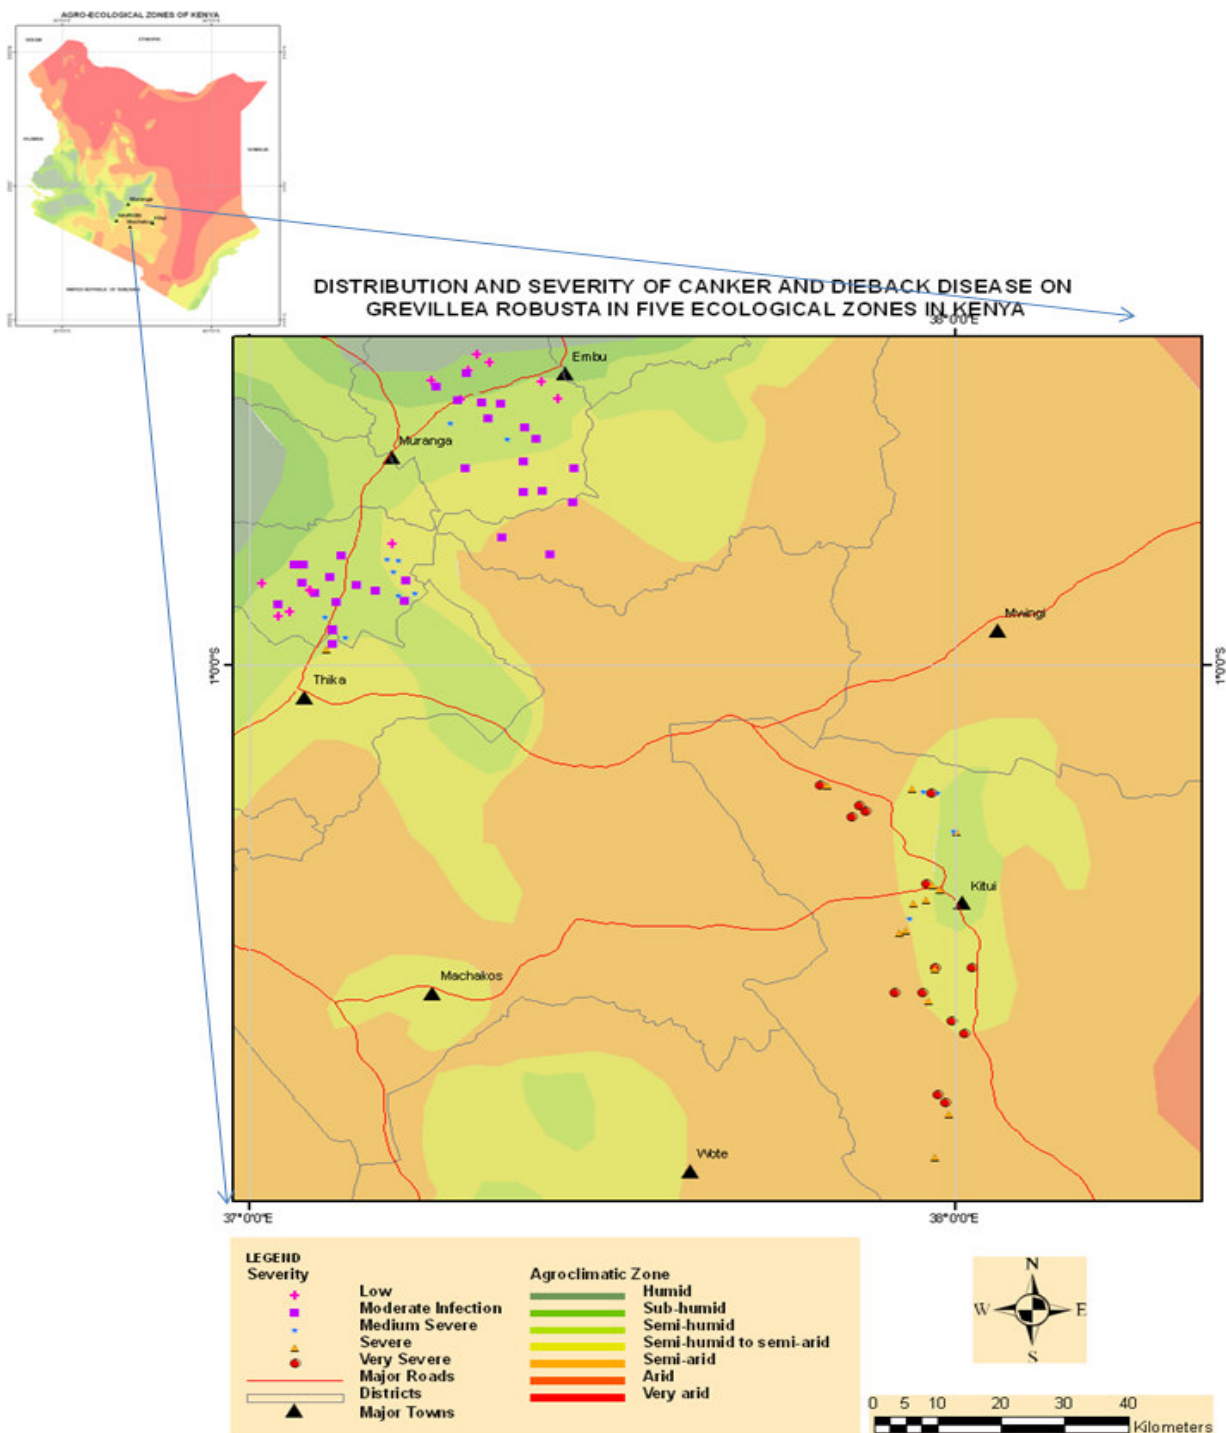 AGRO-ECOLOGICAL ZONES OF KENYA
Muranga
NAIROBI
Machakos
Kitui
DISTRIBUTION AND SEVERITY OF CANKER AND DIEBACK DISEASE ON
GREVILLEA ROBUSTA IN FIVE ECOLOGICAL ZONES IN KENYA
38°0'0"E
Embu
Muranga
Mwingi
1°0'0"S
1°0'0"S
Thika
Kitui
Machakos
Wote
37°0'0"E
38°0'0"E
LEGEND
Severity
Low
Moderate Infection
Medium Severe
Severe
Very Severe
Major Roads
Districts
Major Towns
Agroclimatic Zone
Humid
Sub-humid
Semi-humid
Semi-humid to semi-arid
Semi-arid
Arid
Very arid
N
W
E
S
0 5 10 20 30 40
Kilometers